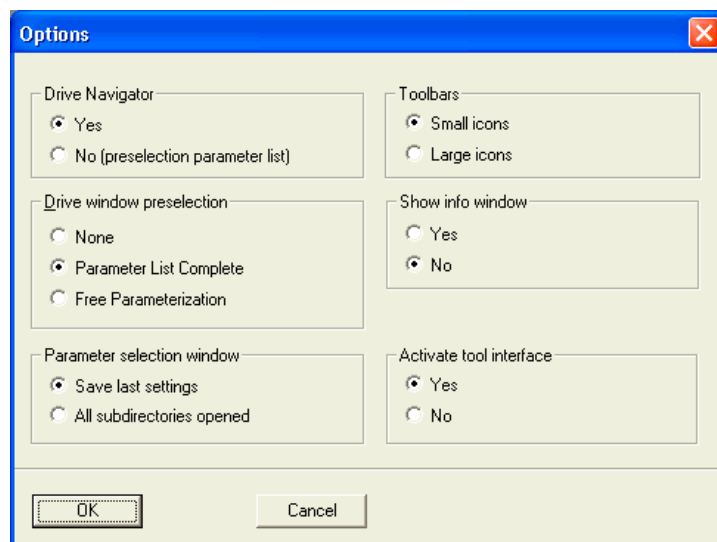 Options
Drive Navigator
Yes
No (preselection parameter list)
Toolbars
Small icons
Large icons
Drive window preselection
None
Parameter List Complete
Free Parameterization
Show info window
Yes
No
Parameter selection window
Save last settings
All subdirectories opened
Activate tool interface
Yes
No
OK
Cancel